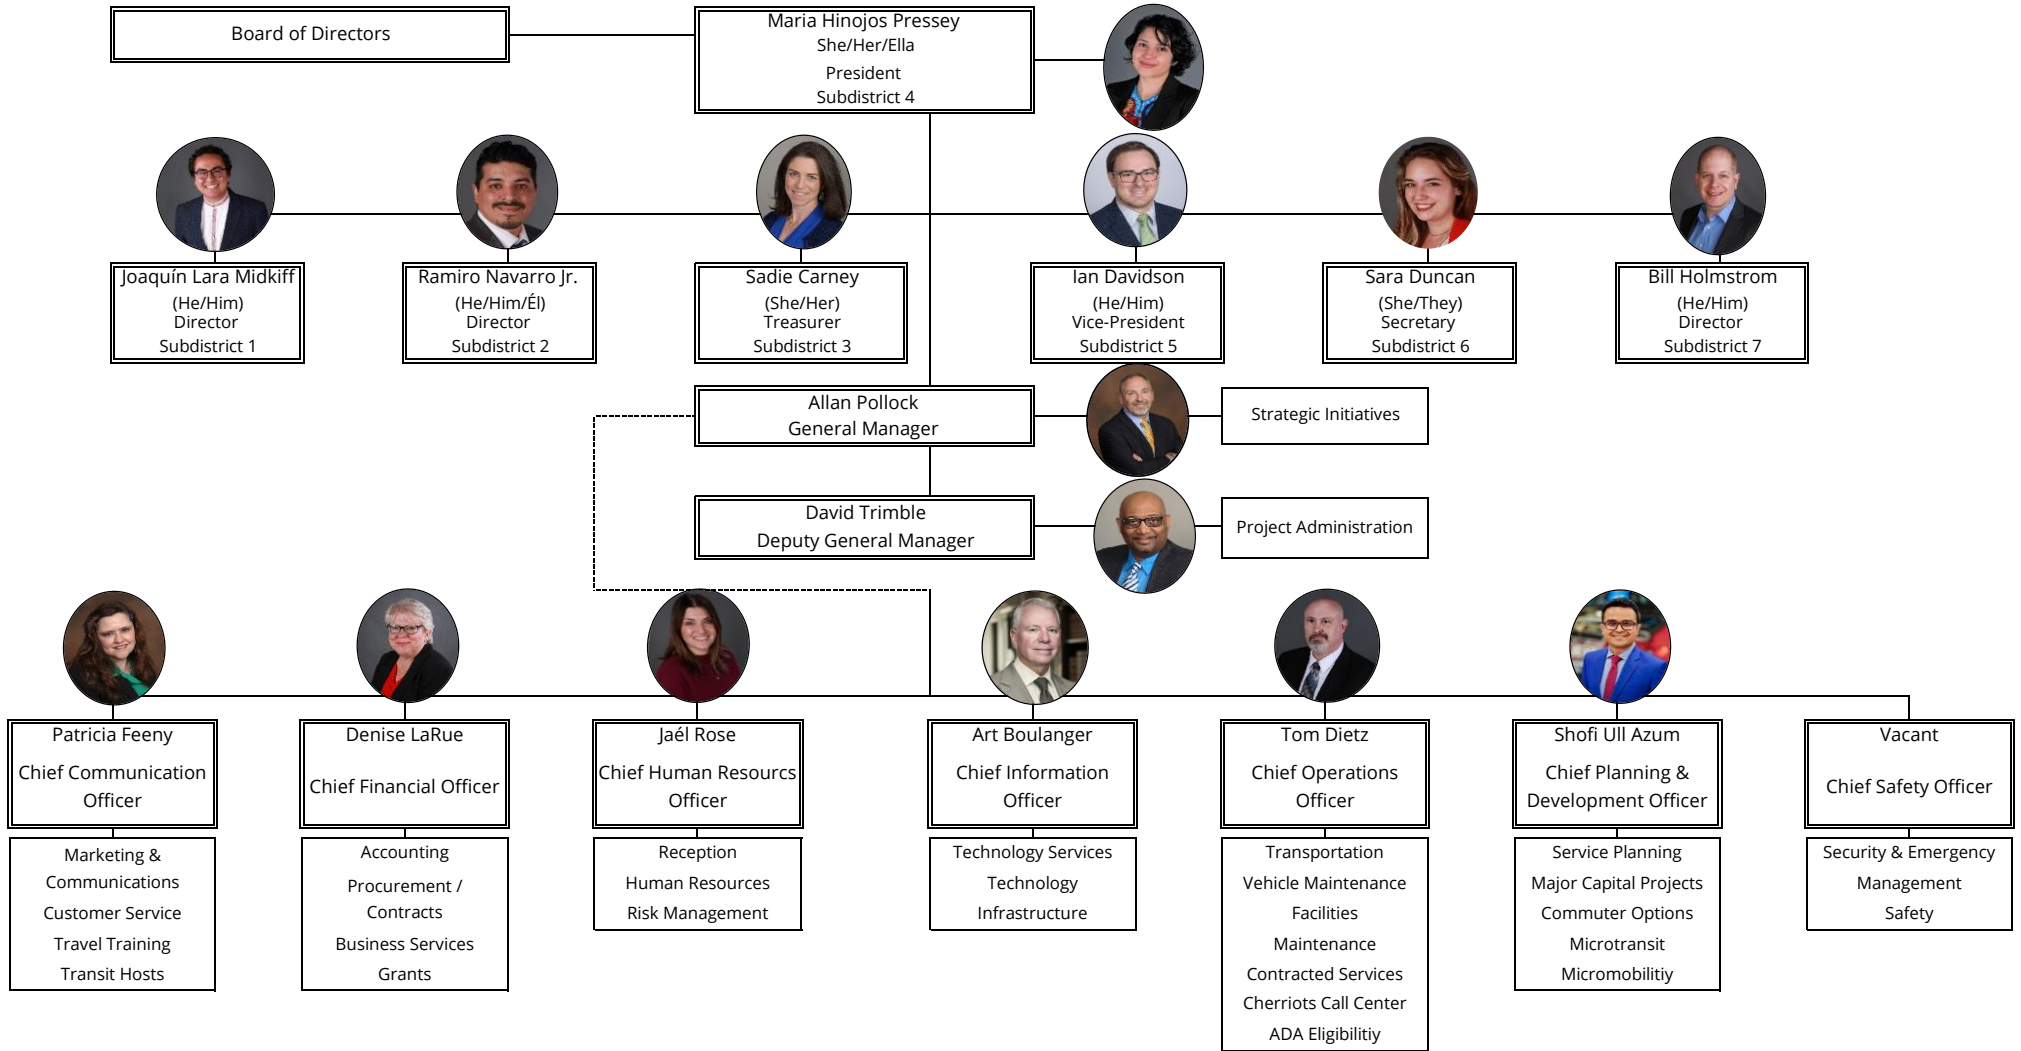 Board of Directors
Maria Hinojos Pressey
She/Her/Ella
President
Subdistrict 4
Joaquín Lara Midkiff
(He/Him)
Director
Subdistrict 1
Ramiro Navarro Jr.
(He/Him/Él)
Director
Subdistrict 2
Sadie Carney
(She/Her)
Treasurer
Subdistrict 3
Ian Davidson
(He/Him)
Vice-President
Subdistrict 5
Sara Duncan
(She/They)
Secretary
Subdistrict 6
Bill Holmstrom
(He/Him)
Director
Subdistrict 7
Allan Pollock
General Manager
Strategic Initiatives
David Trimble
Deputy General Manager
Project Administration
Patricia Feeny
Chief Communication
Officer
Marketing &
Communications
Customer Service
Travel Training
Transit Hosts
Denise LaRue
Chief Financial Officer
Accounting
Procurement /
Contracts
Business Services
Grants
Jaél Rose
Chief Human Resourcs
Officer
Reception
Human Resources
Risk Management
Art Boulanger
Chief Information
Officer
Technology Services
Technology
Infrastructure
Tom Dietz
Chief Operations
Officer
Transportation
Vehicle Maintenance
Facilities
Maintenance
Contracted Services
Cherriots Call Center
ADA Eligibilitiy
Shofi Ull Azum
Chief Planning &
Development Officer
Service Planning
Major Capital Projects
Commuter Options
Microtransit
Micromobilitiy
Vacant
Chief Safety Officer
Security & Emergency
Management
Safety